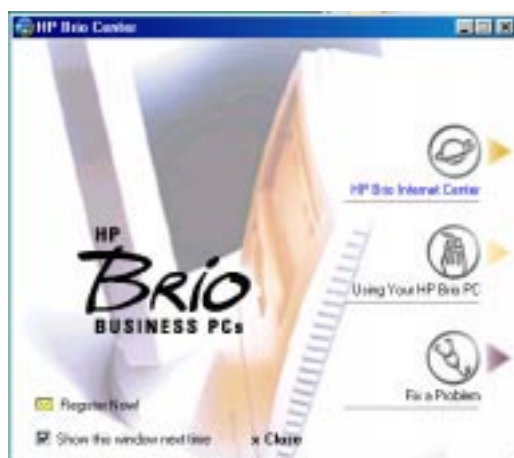 HP Brio Center
HP Brio Internet Center
HP
BRIO
BUSINESS PCs
Using Your HP Brio PC
Fix a Problem
Register Now!
Show this window next time
x Close